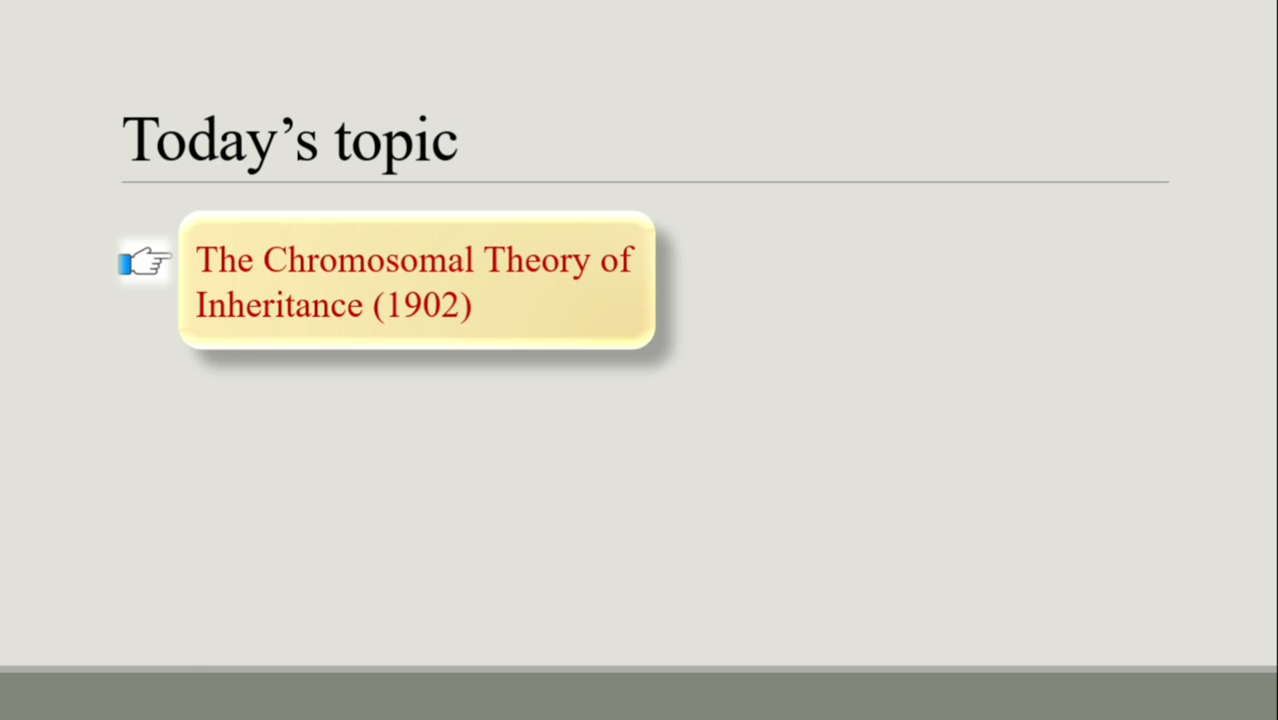 Today’s topic
The Chromosomal Theory of
Inheritance (1902)